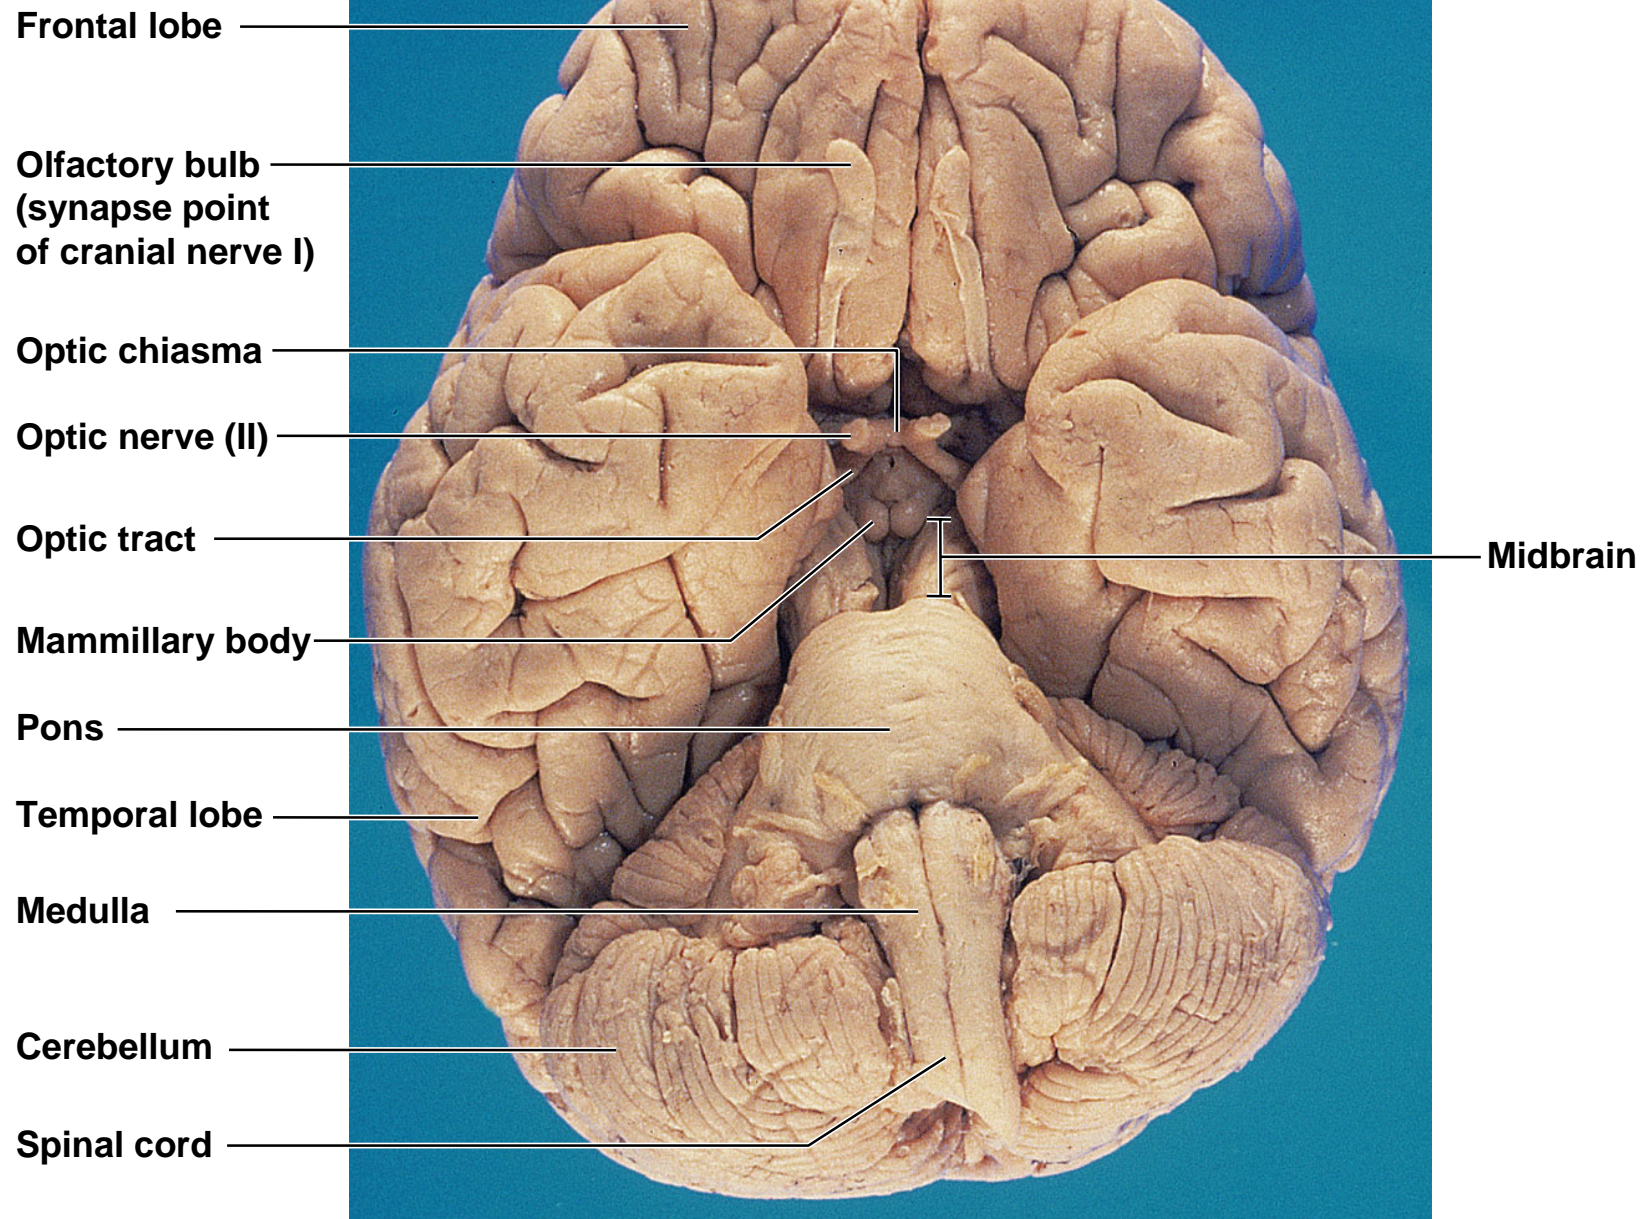 Frontal lobe
Olfactory bulb
(synapse point
of cranial nerve I)
Optic chiasma
Optic nerve (II)
Optic tract
Midbrain
Mammillary body
Pons
Temporal lobe
Medulla
Cerebellum
Spinal cord